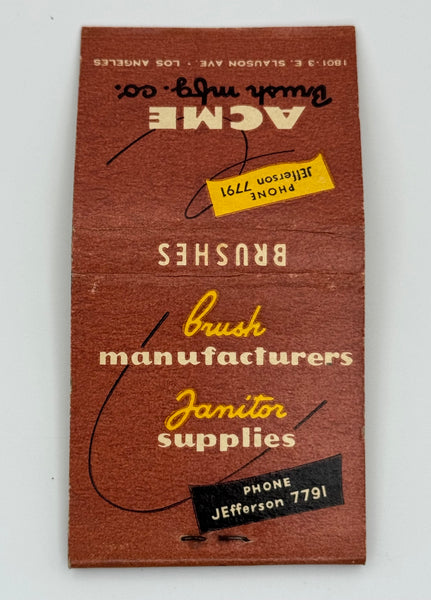 1801-3 E. SLAUSON AVE. • LOS ANGELES
Brush mfg. co.
ACME
PHONE
JEfferson 7791
BRUSHES
Brush
manufacturers
Janitor
supplies
PHONE
JEfferson 7791